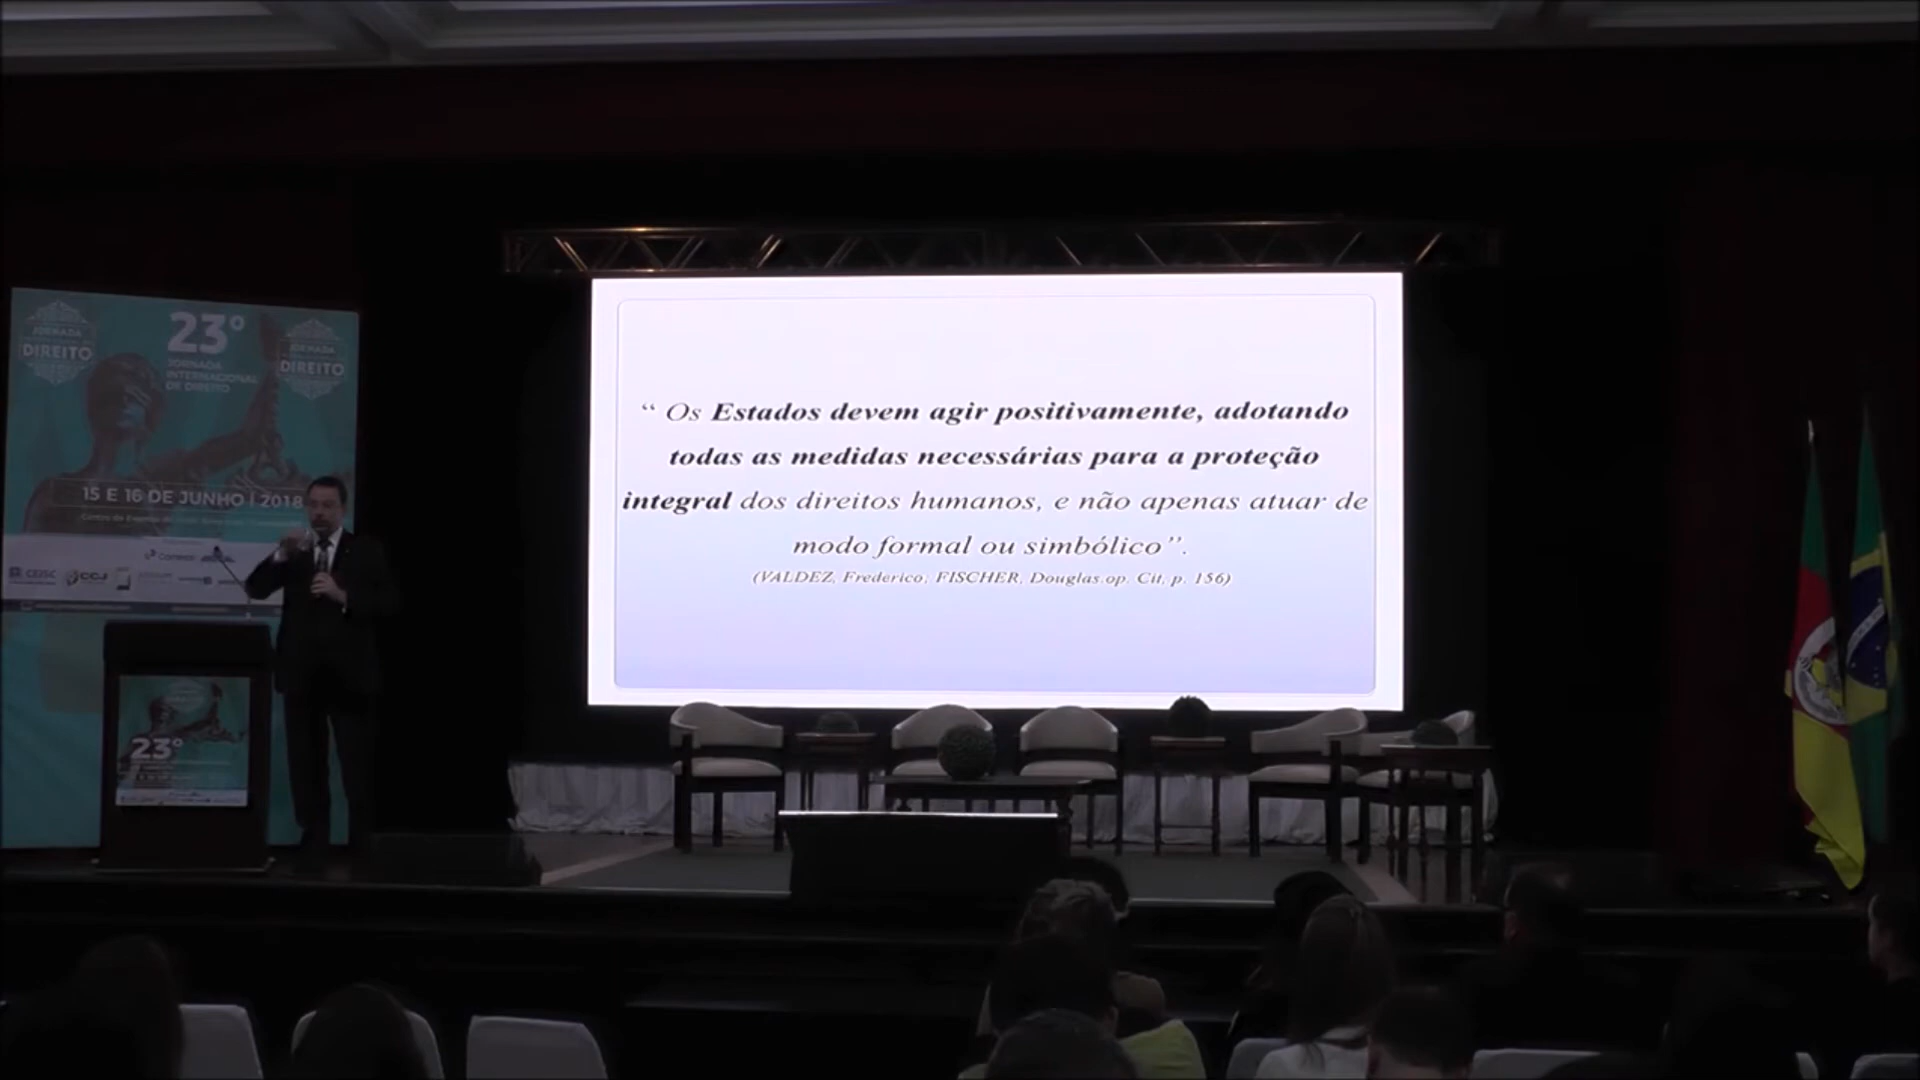 JORNADA
DIREITO
23º
JORNADA
INTERNACIONAL
DE DIREITO
JORNADA
DIREITO
15 E 16 DE JUNHO | 2018
CEISC
CCJ
23º
“ Os Estados devem agir positivamente, adotando
todas as medidas necessárias para a proteção
integral dos direitos humanos, e não apenas atuar de
modo formal ou simbólico”.
(VALDEZ, Frederico, FISCHER, Douglas.op. Cit, p. 156)